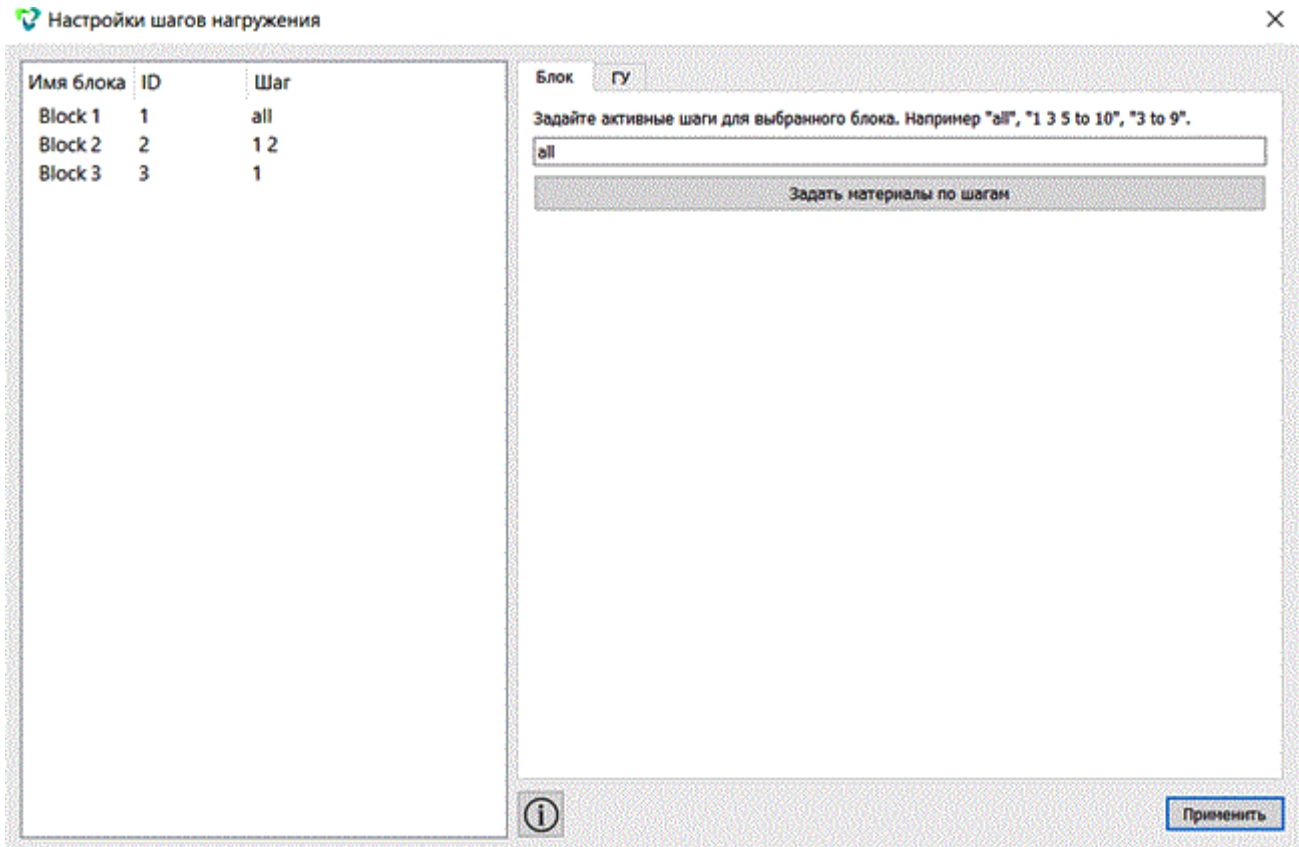 Настройки шагов нагружения
Имя блока ID Шаг
Block 1 1 all
Block 2 2 1 2
Block 3 3 1
Блок ГУ
Задайте активные шаги для выбранного блока. Например "all", "1 3 5 to 10", "3 to 9".
all
Задать материалы по шагам
Применить